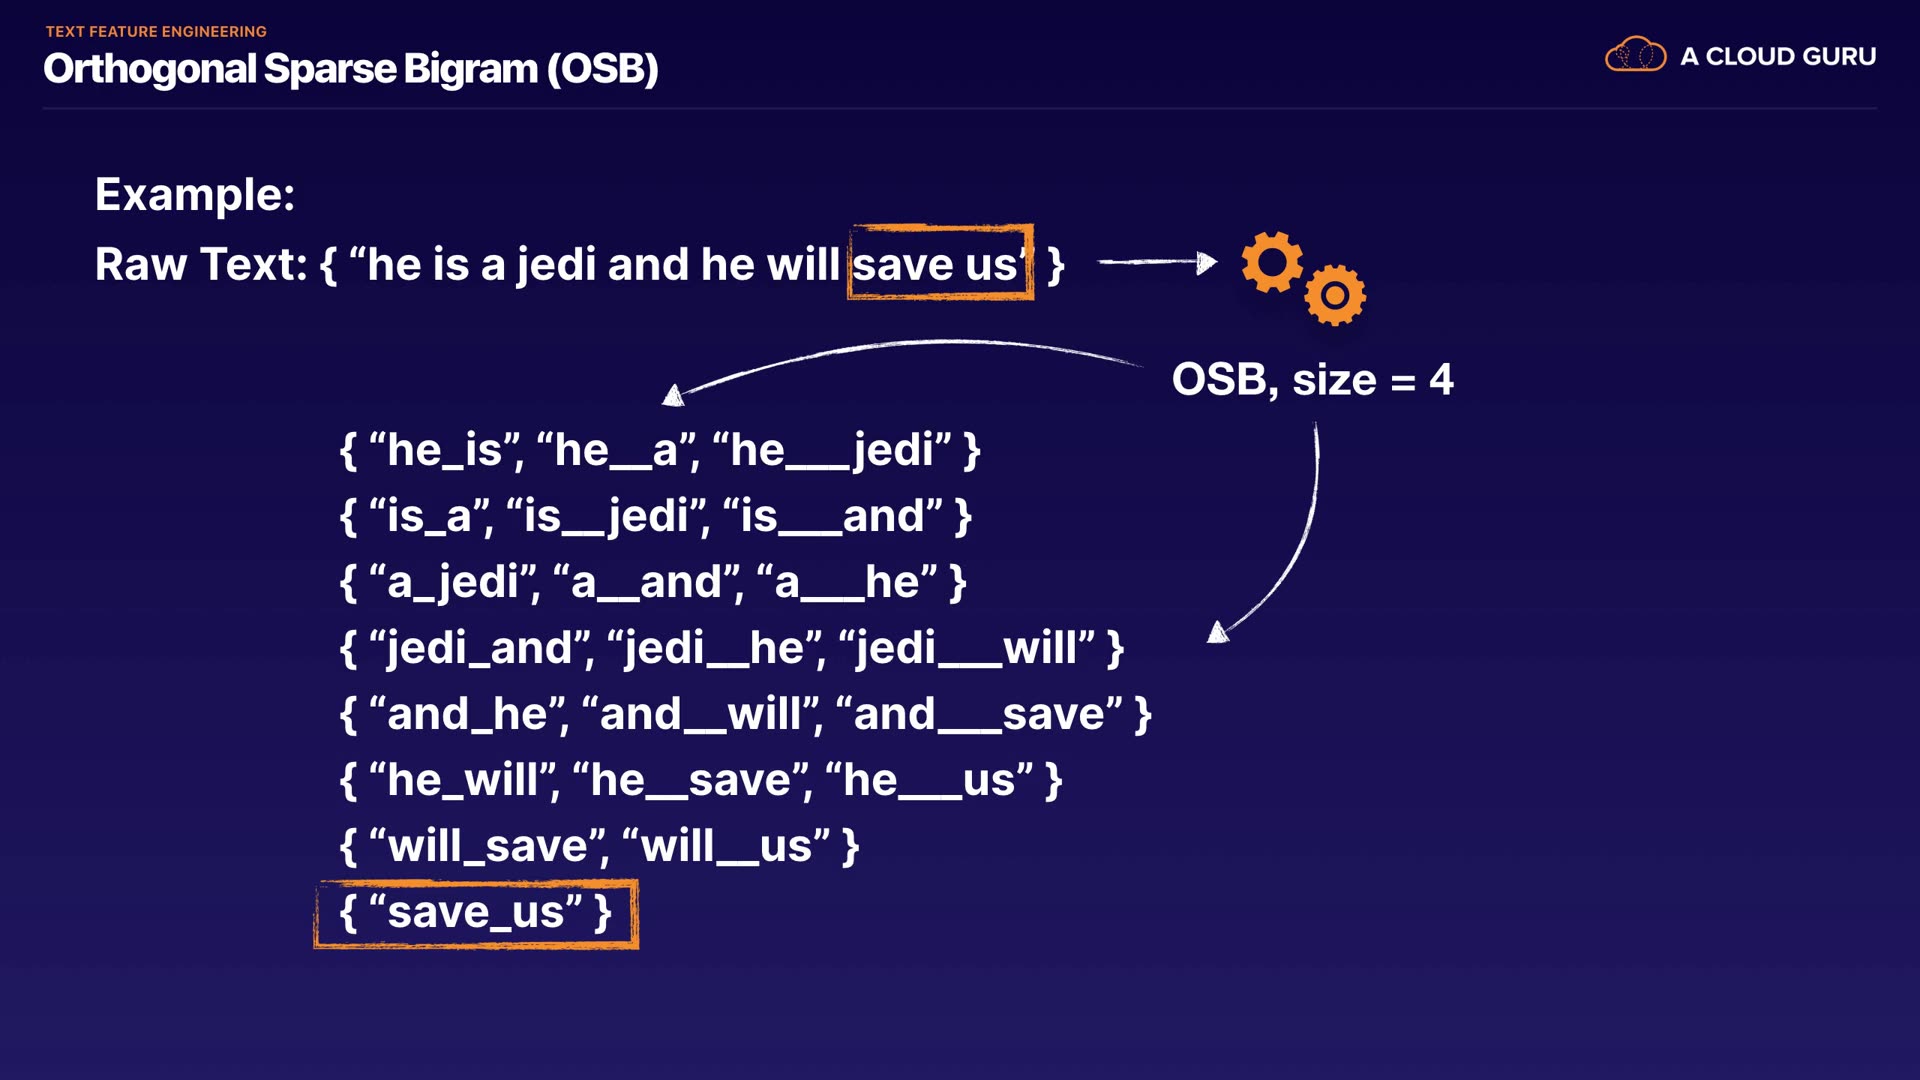 TEXT FEATURE ENGINEERING
Orthogonal Sparse Bigram (OSB)
A CLOUD GURU
Example:
Raw Text: { “he is a jedi and he will save us” }
OSB, size = 4
{ “he_is”, “he__a”, “he___jedi” }
{ “is_a”, “is__jedi”, “is___and” }
{ “a_jedi”, “a__and”, “a___he” }
{ “jedi_and”, “jedi__he”, “jedi___will” }
{ “and_he”, “and__will”, “and___save” }
{ “he_will”, “he__save”, “he___us” }
{ “will_save”, “will__us” }
{ “save_us” }